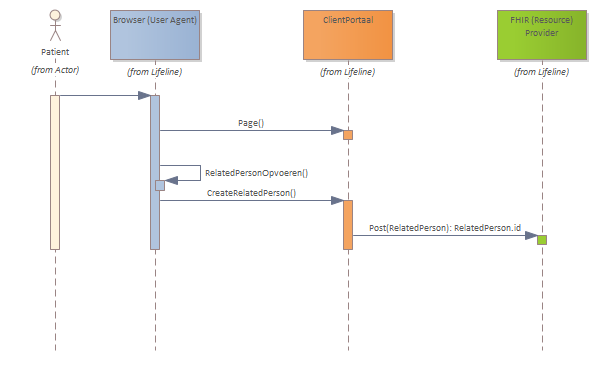 Browser (User Agent)
ClientPortaal
FHIR (Resource)
Provider
Patient
(from Actor)
(from Lifeline)
(from Lifeline)
(from Lifeline)
Page()
RelatedPersonOpvoeren()
CreateRelatedPerson()
Post(RelatedPerson): RelatedPerson.id